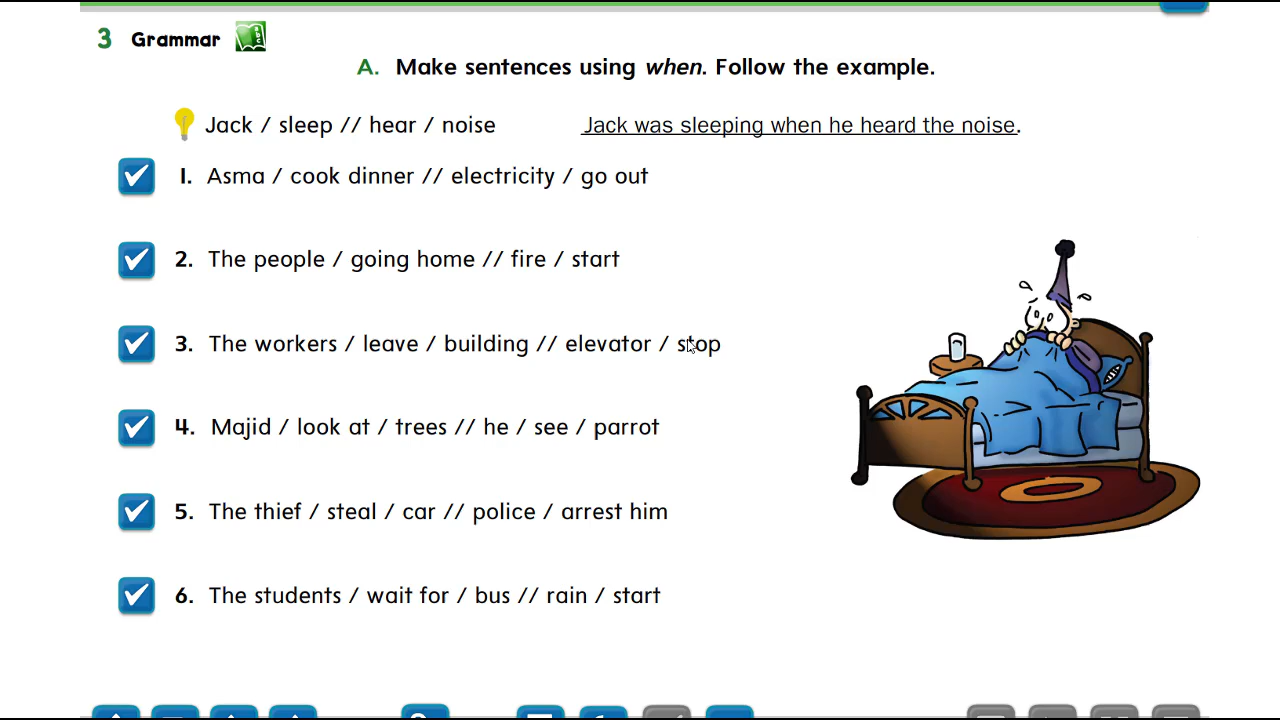 3 Grammar
A. Make sentences using when. Follow the example.
Jack / sleep // hear / noise Jack was sleeping when he heard the noise.
1. Asma / cook dinner // electricity / go out
2. The people / going home // fire / start
3. The workers / leave / building // elevator / stop
4. Majid / look at / trees // he / see / parrot
5. The thief / steal / car // police / arrest him
6. The students / wait for / bus // rain / start